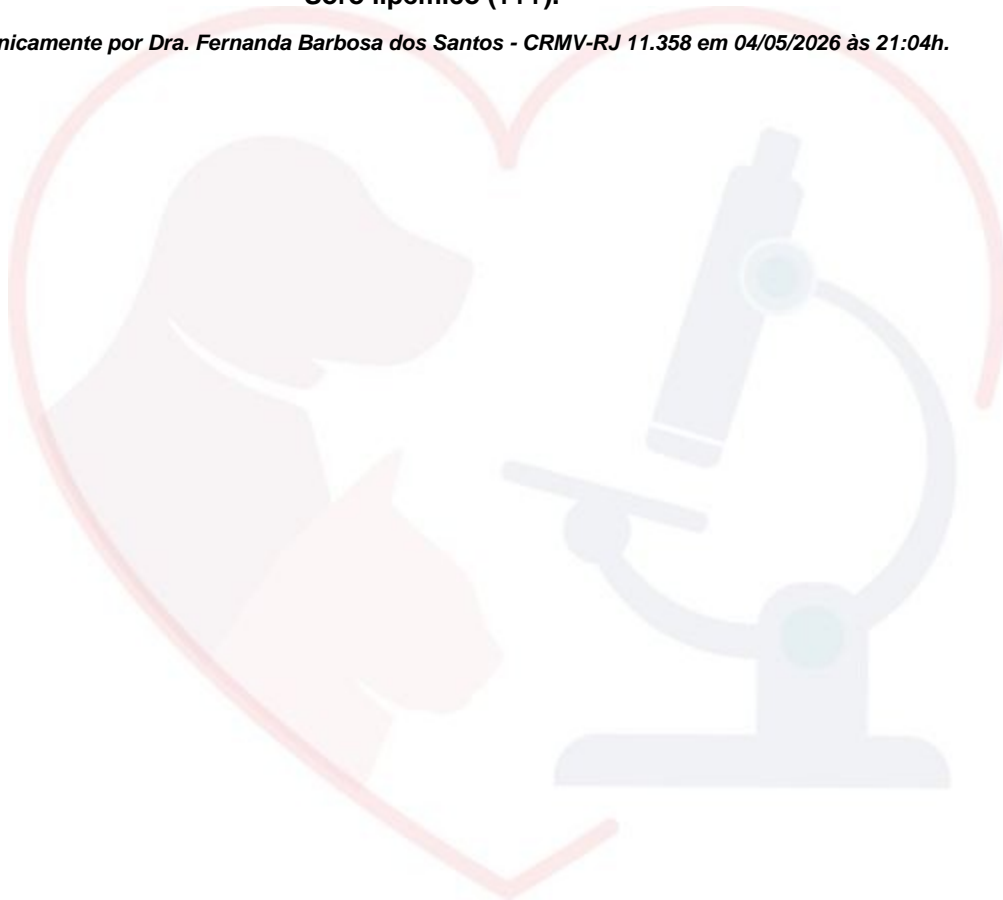 Soro lipêmico (+++).
nicamente por Dra. Fernanda Barbosa dos Santos - CRMV-RJ 11.358 em 04/05/2026 às 21:04h.